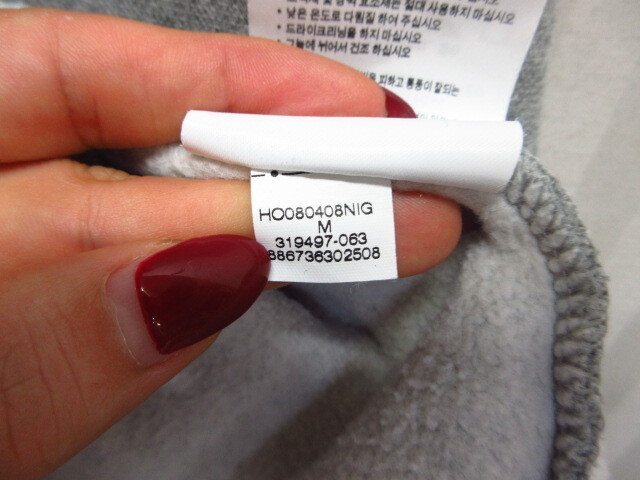 절대 사용하지 마십시오
• 낮은 온도로 다림질 하여 주십시오
• 드라이크리닝을 하지 마십시오
• 그늘에 뉘어서 건조 하십시오
피하고 통풍이 잘되는
HO080408NIG
M
319497-063
886736302508